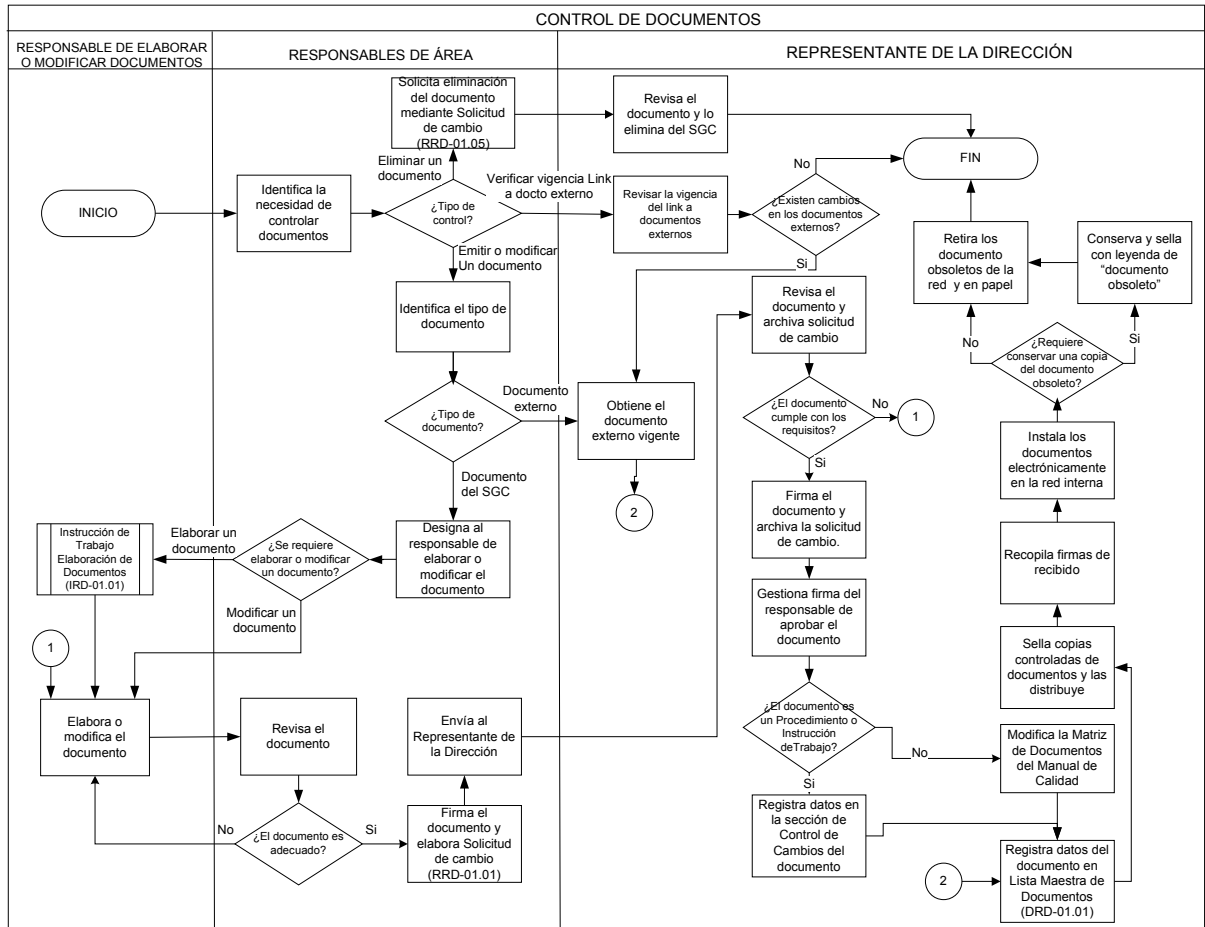 CONTROL DE DOCUMENTOS
RESPONSABLE DE ELABORAR
O MODIFICAR DOCUMENTOS
RESPONSABLES DE ÁREA
REPRESENTANTE DE LA DIRECCIÓN
Solicita eliminación
del documento
mediante Solicitud
de cambio
(RRD-01.05)
Revisa el
documento y lo
elimina del SGC
FIN
Eliminar un
documento
INICIO
Identifica la
necesidad de
controlar
documentos
¿Tipo de
control?
Verificar vigencia Link
a docto externo
Revisar la vigencia
del link a
documentos
externos
¿Existen cambios
en los documentos
externos?
No
Si
Emitir o modificar
Un documento
Retira los
documento
obsoletos de la
red y en papel
Conserva y sella
con leyenda de
“documento
obsoleto”
Identifica el tipo de
documento
Revisa el
documento y
archiva solicitud
de cambio
No
¿Requiere
conservar una copia
del documento
obsoleto?
Si
¿Tipo de
documento?
Documento
externo
Obtiene el
documento
externo vigente
2
¿El documento
cumple con los
requisitos?
No
1
Si
Instala los
documentos
electrónicamente
en la red interna
Documento
del SGC
Instrucción de
Trabajo
Elaboración de
Documentos
(IRD-01.01)
Elaborar un
documento
¿Se requiere
elaborar o modificar
un documento?
Designa al
responsable de
elaborar o
modificar el
documento
Firma el
documento y
archiva la solicitud
de cambio.
Recopila firmas de
recibido
Modificar un
documento
Gestiona firma del
responsable de
aprobar el
documento
1
Sella copias
controladas de
documentos y las
distribuye
Elabora o
modifica el
documento
Revisa el
documento
Envía al
Representante de
la Dirección
¿El documento es
un Procedimiento o
Instrucción
deTrabajo?
No
Si
Modifica la Matriz
de Documentos
del Manual de
Calidad
No
¿El documento es
adecuado?
Si
Firma el
documento y
elabora Solicitud
de cambio
(RRD-01.01)
Registra datos en
la sección de
Control de
Cambios del
documento
2
Registra datos del
documento en
Lista Maestra de
Documentos
(DRD-01.01)